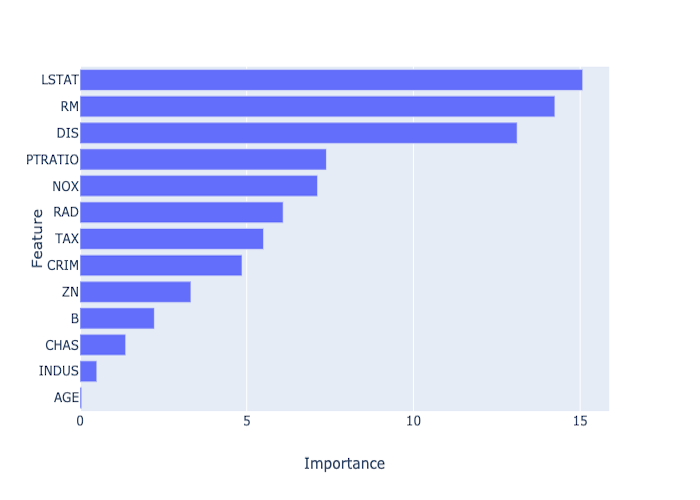 LSTAT
RM
DIS
PTRATIO
NOX
RAD
TAX
CRIM
ZN
B
CHAS
INDUS
AGE
Feature
0 5 10 15
Importance